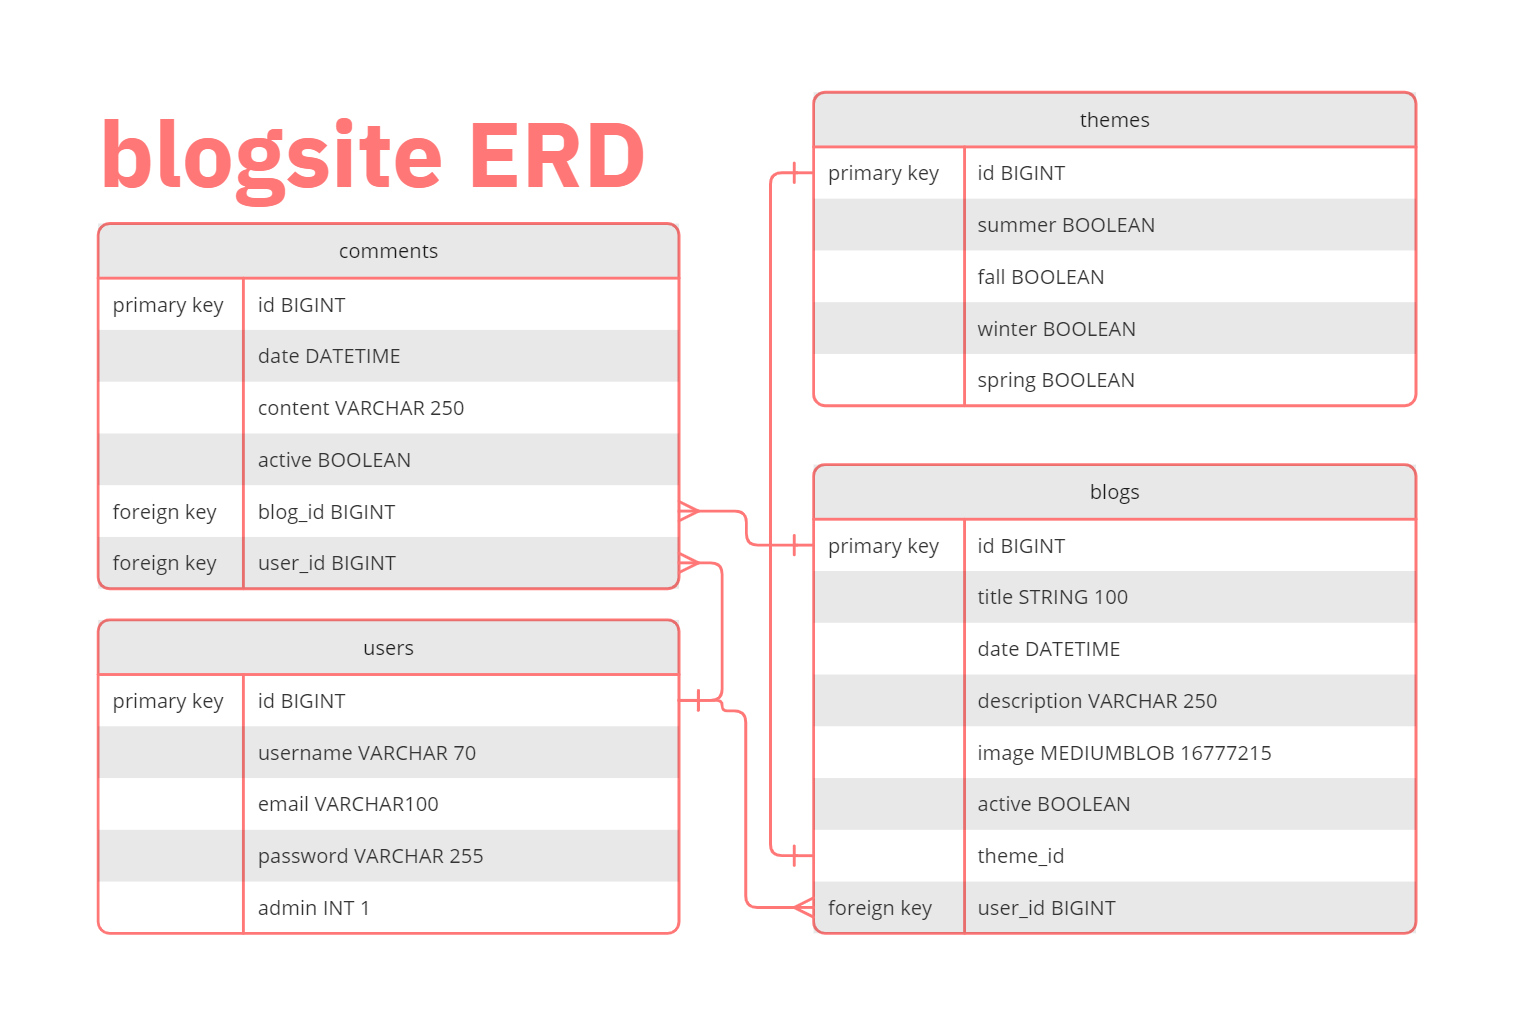 blogsite ERD
comments
primary key id BIGINT
date DATETIME
content VARCHAR 250
active BOOLEAN
foreign key blog_id BIGINT
foreign key user_id BIGINT
users
primary key id BIGINT
username VARCHAR 70
email VARCHAR100
password VARCHAR 255
admin INT 1
themes
primary key id BIGINT
summer BOOLEAN
fall BOOLEAN
winter BOOLEAN
spring BOOLEAN
blogs
primary key id BIGINT
title STRING 100
date DATETIME
description VARCHAR 250
image MEDIUMBLOB 16777215
active BOOLEAN
theme_id
foreign key user_id BIGINT